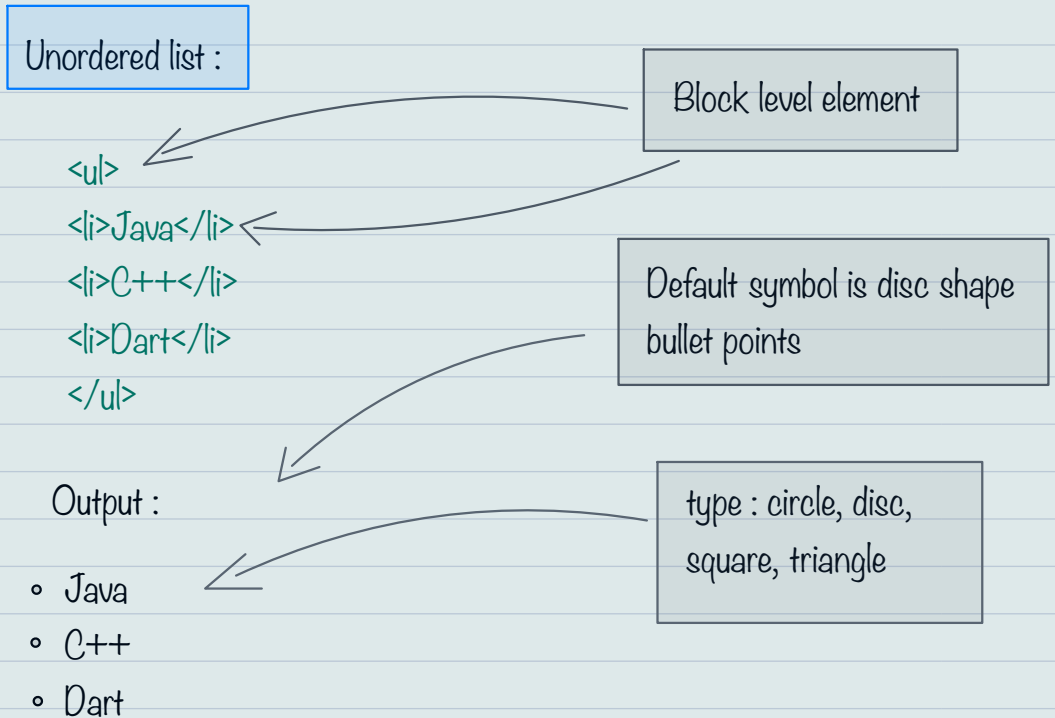 Unordered list :
Block level element
<ul>
<li>Java</li>
<li>C++</li>
<li>Dart</li>
</ul>
Default symbol is disc shape
bullet points
Output :
type : circle, disc,
square, triangle
∘ Java
∘ C++
∘ Dart